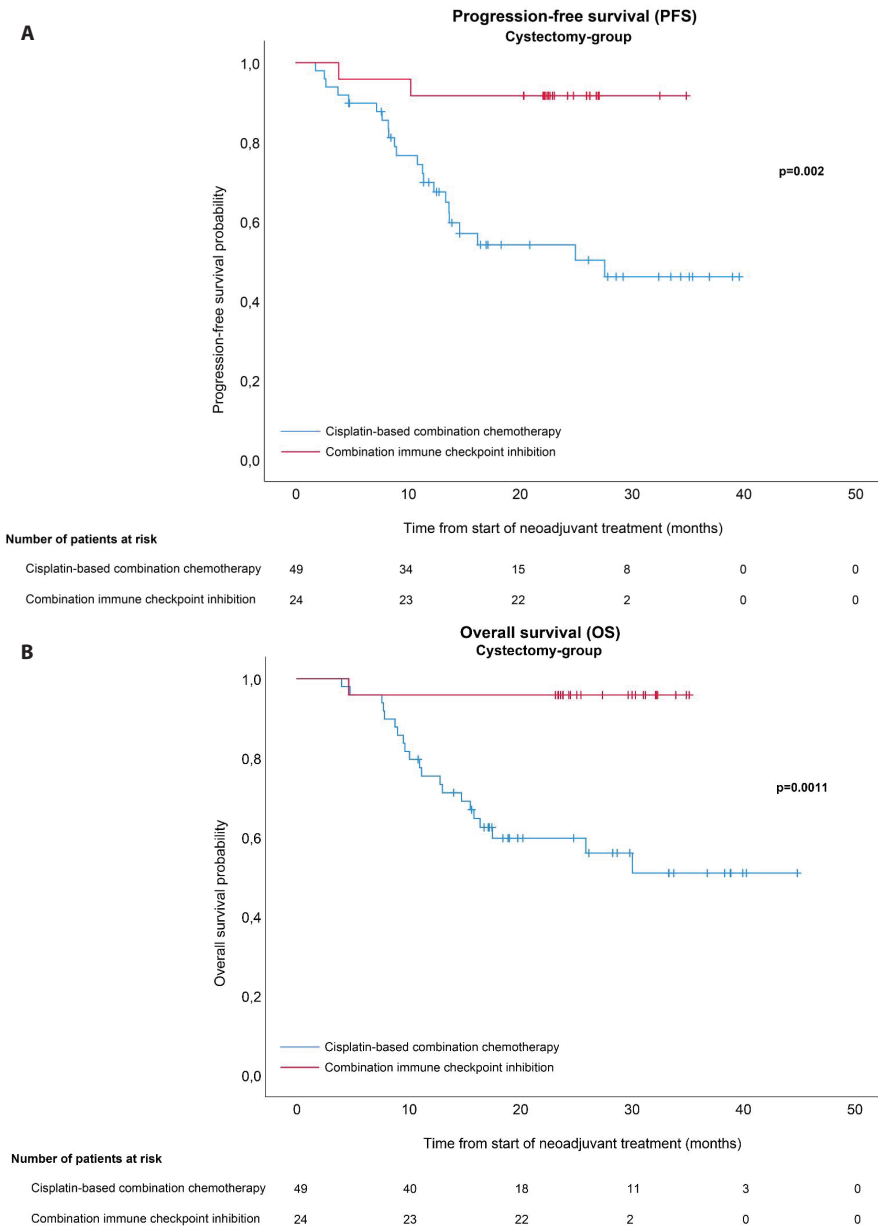 A
Progression-free survival (PFS)
Cystectomy-group
1,0
0,8
0,6
0,4
0,2
0,0
Progression-free survival probability
p=0.002
Cisplatin-based combination chemotherapy
Combination immune checkpoint inhibition
0 10 20 30 40 50
Time from start of neoadjuvant treatment (months)
Number of patients at risk
Cisplatin-based combination chemotherapy 49 34 15 8 0 0
Combination immune checkpoint inhibition 24 23 22 2 0 0
B
Overall survival (OS)
Cystectomy-group
1,0
0,8
0,6
0,4
0,2
0,0
Overall survival probability
p=0.0011
Cisplatin-based combination chemotherapy
Combination immune checkpoint inhibition
0 10 20 30 40 50
Time from start of neoadjuvant treatment (months)
Number of patients at risk
Cisplatin-based combination chemotherapy 49 40 18 11 3 0
Combination immune checkpoint inhibition 24 23 22 2 0 0